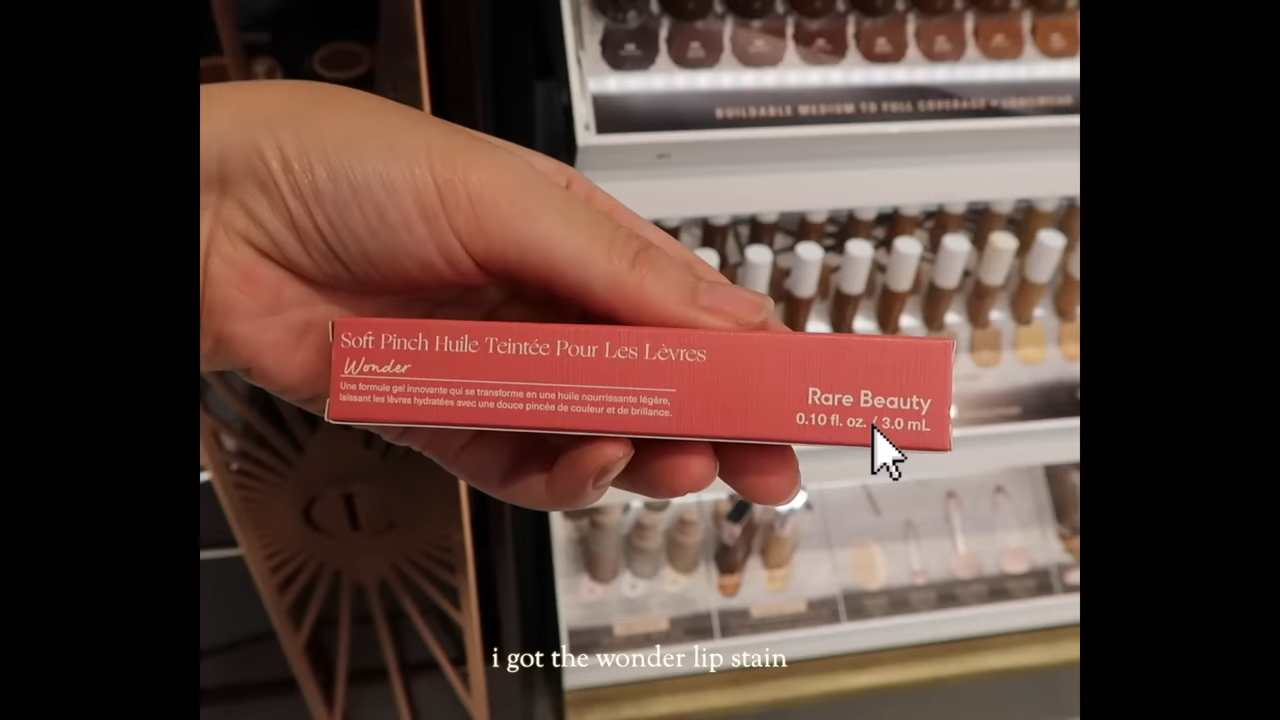 BUILDABLE MEDIUM TO FULL COVERAGE • LONGWEAR
Soft Pinch Huile Teintée Pour Les Lèvres
Wonder
Une formule gel innovante qui se transforme en une huile nourrissante légère,
laissant les lèvres hydratées avec une douce pincée de couleur et de brillance.
Rare Beauty
0.10 fl. oz. / 3.0 mL
i got the wonder lip stain